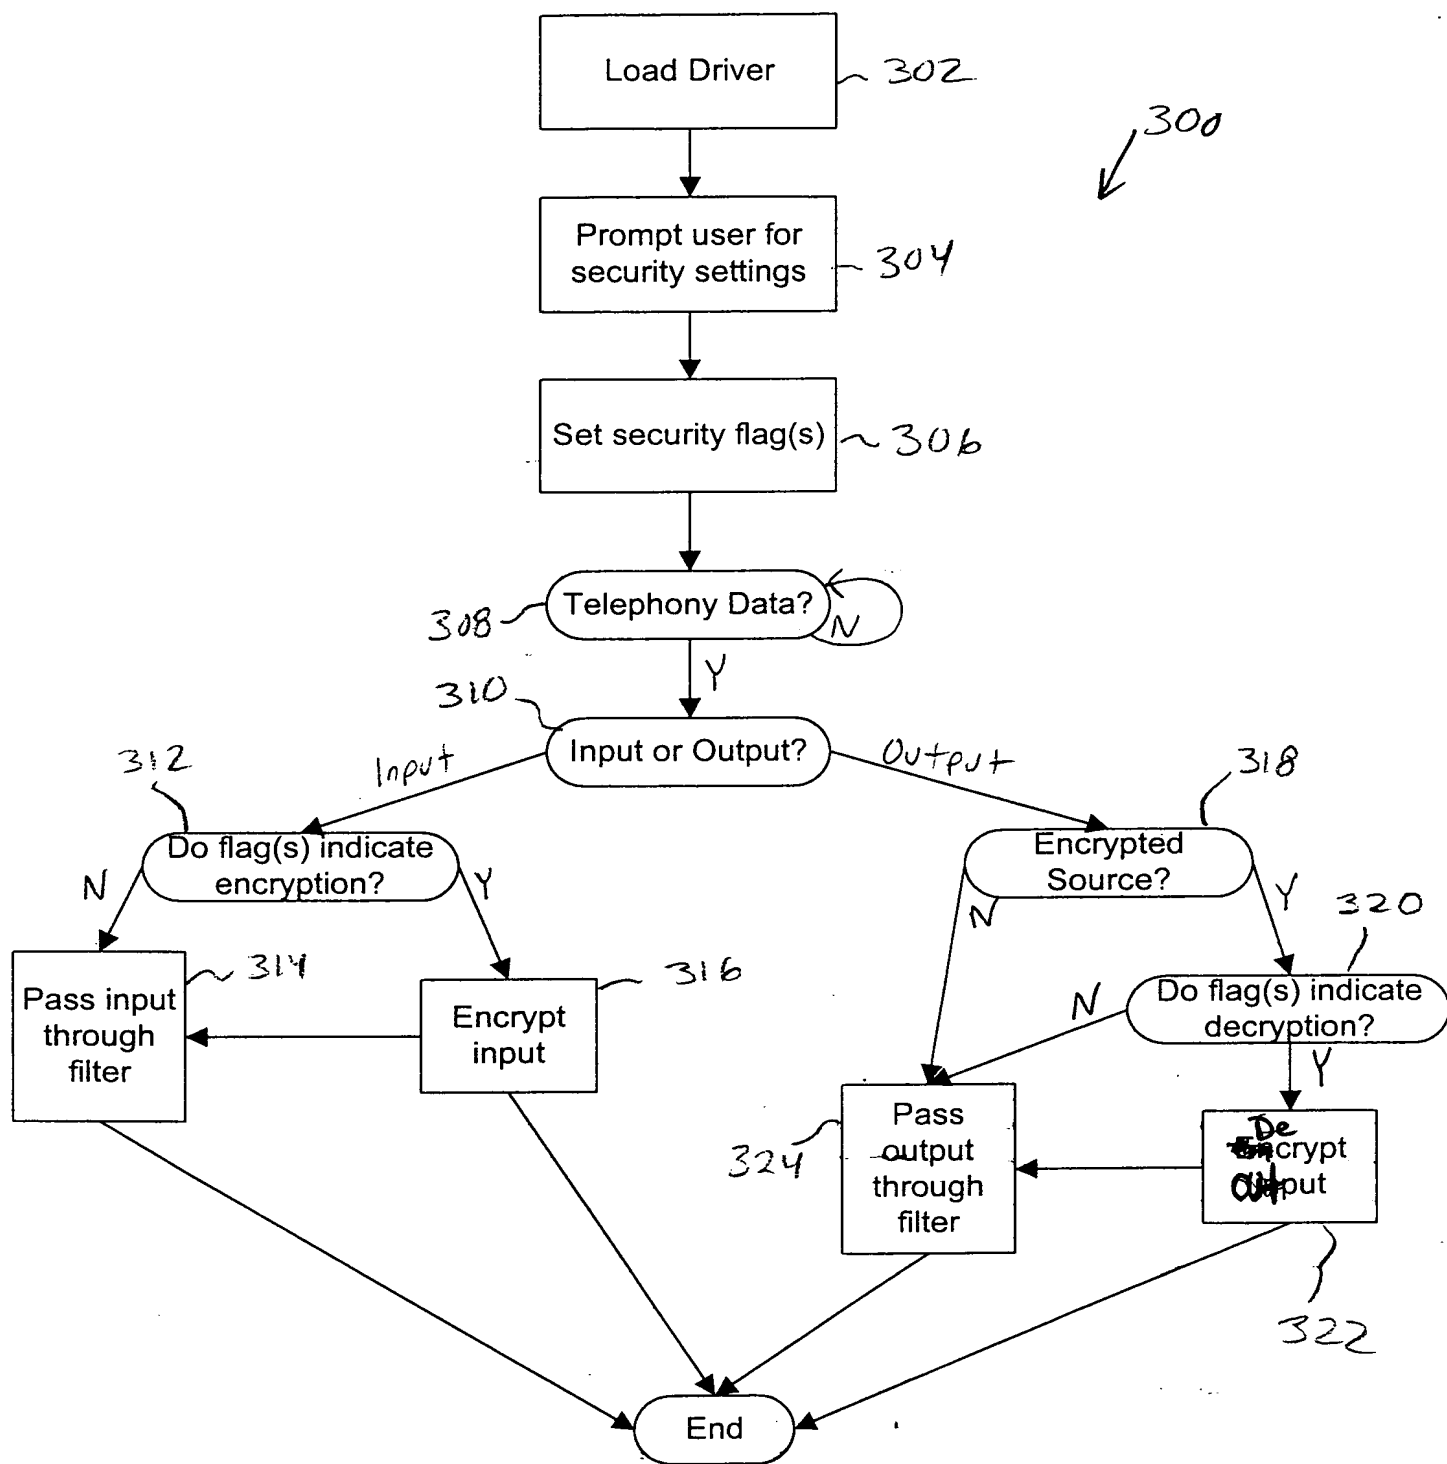 Load Driver
302
300
Prompt user for
security settings
304
Set security flag(s)
306
Telephony Data?
308
N
Y
310
Input or Output?
Input
Output
312
318
Do flag(s) indicate
encryption?
N
Y
Encrypted
Source?
N
Y
320
Pass input
through
filter
314
Encrypt
input
316
Do flag(s) indicate
decryption?
N
Y
Pass
output
through
filter
324
Decrypt
output
322
End